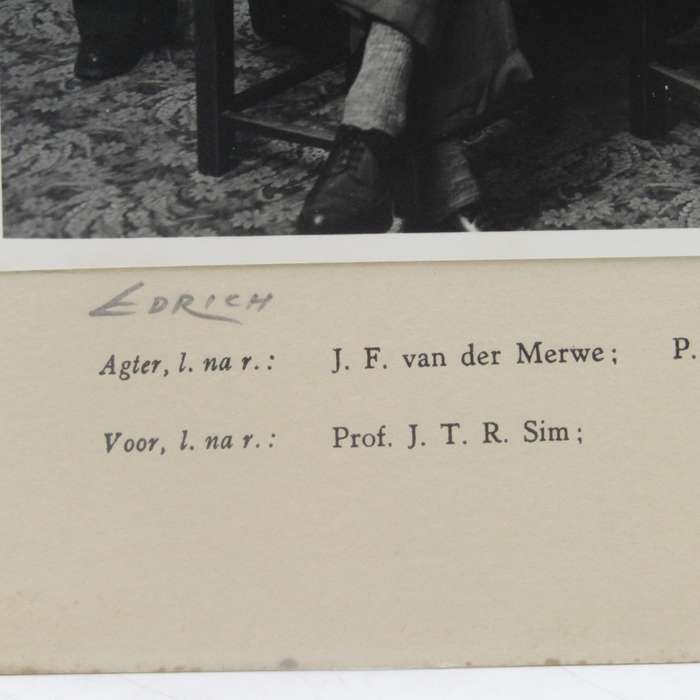 EDRICH
Agter, l. na r.: J. F. van der Merwe; P.
Voor, l. na r.: Prof. J. T. R. Sim;